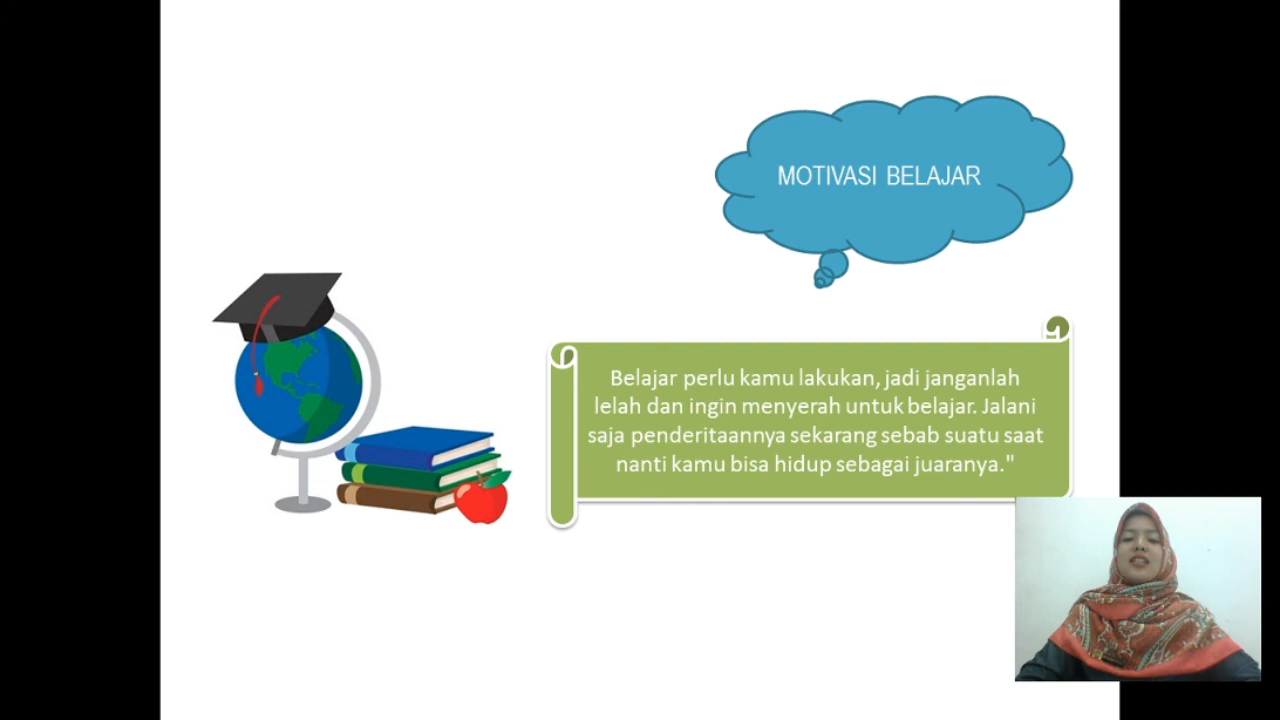 MOTIVASI BELAJAR
Belajar perlu kamu lakukan, jadi janganlah
lelah dan ingin menyerah untuk belajar. Jalani
saja penderitaannya sekarang sebab suatu saat
nanti kamu bisa hidup sebagai juaranya."